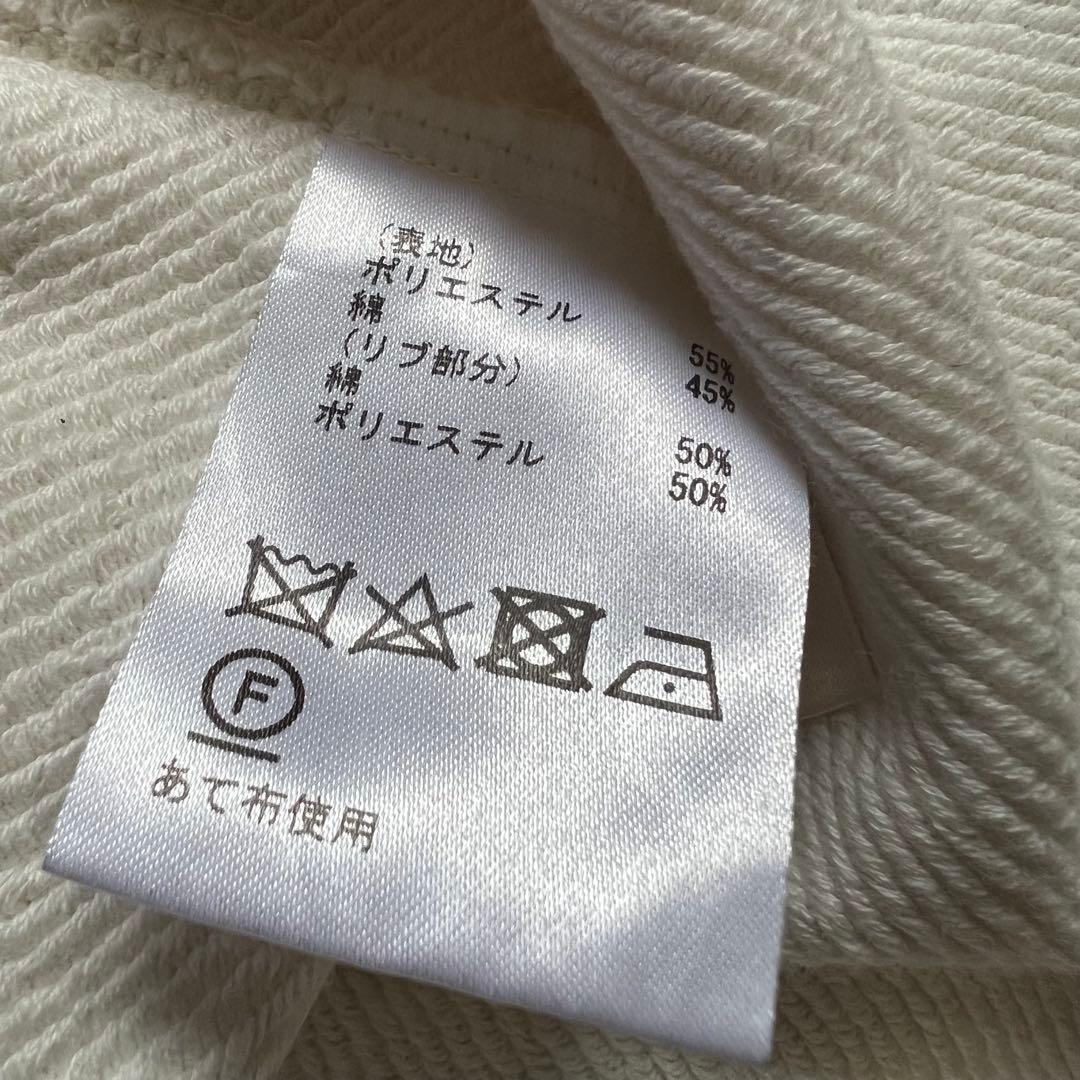 (表地)
ポリエステル 55%
綿 45%
(リブ部分)
綿 50%
ポリエステル 50%
F
あて布使用